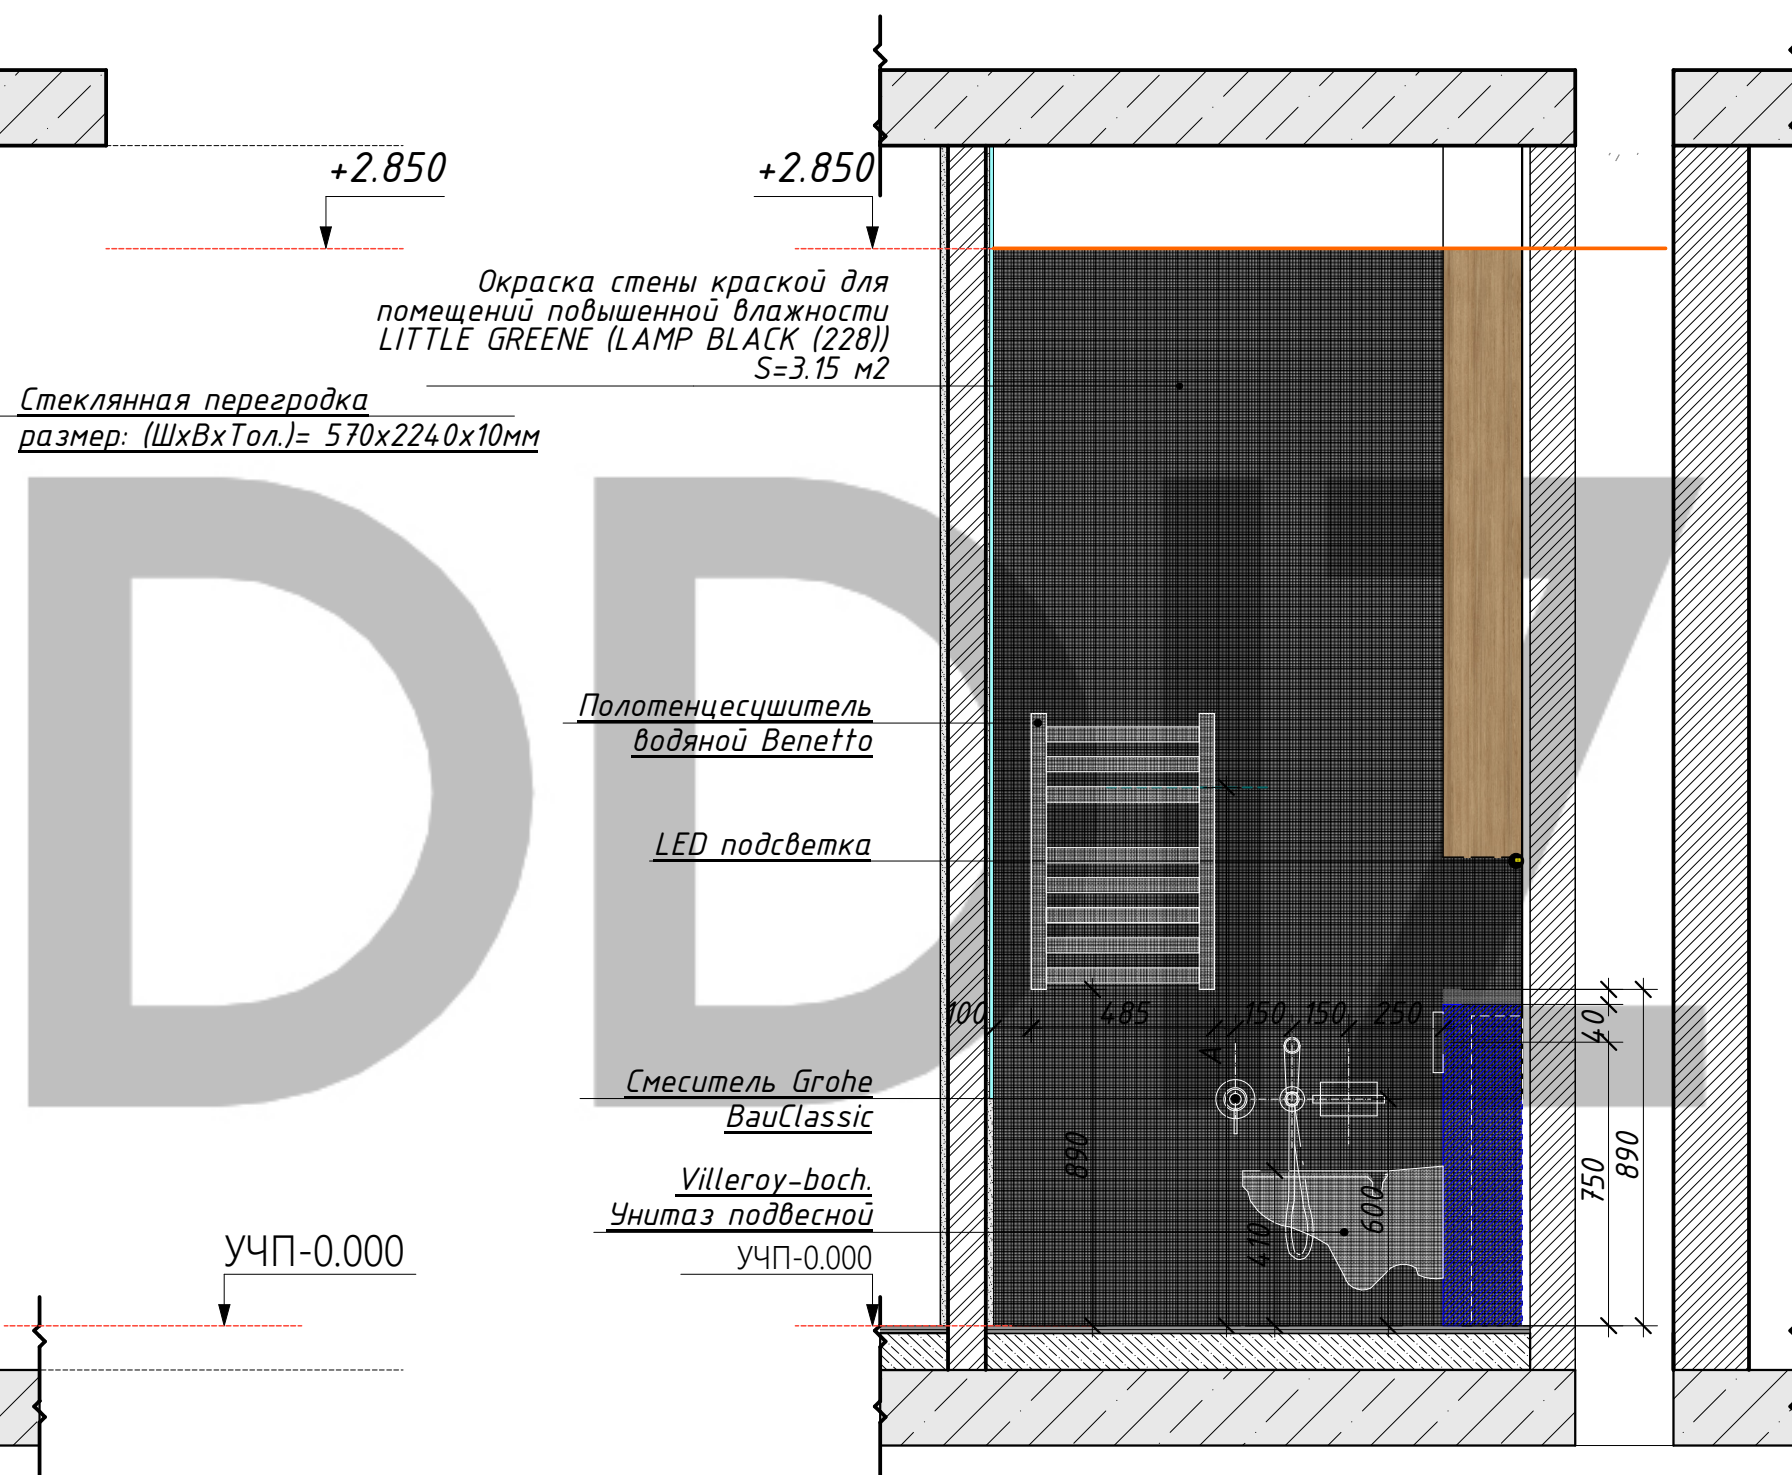 +2.850
+2.850
Окраска стены краской для
помещений повышенной влажности
LITTLE GREENE (LAMP BLACK (228))
S=3.15 м2
Стеклянная перегродка
размер: (ШхВхТол.)= 570х2240х10мм
Полотенцесушитель
водяной Benetto
LED подсветка
100
485
150
150
250
40
A
Смеситель Grohe
BauClassic
890
750
890
Villeroy-boch.
Унитаз подвесной
600
410
УЧП-0.000
УЧП-0.000
DDZ